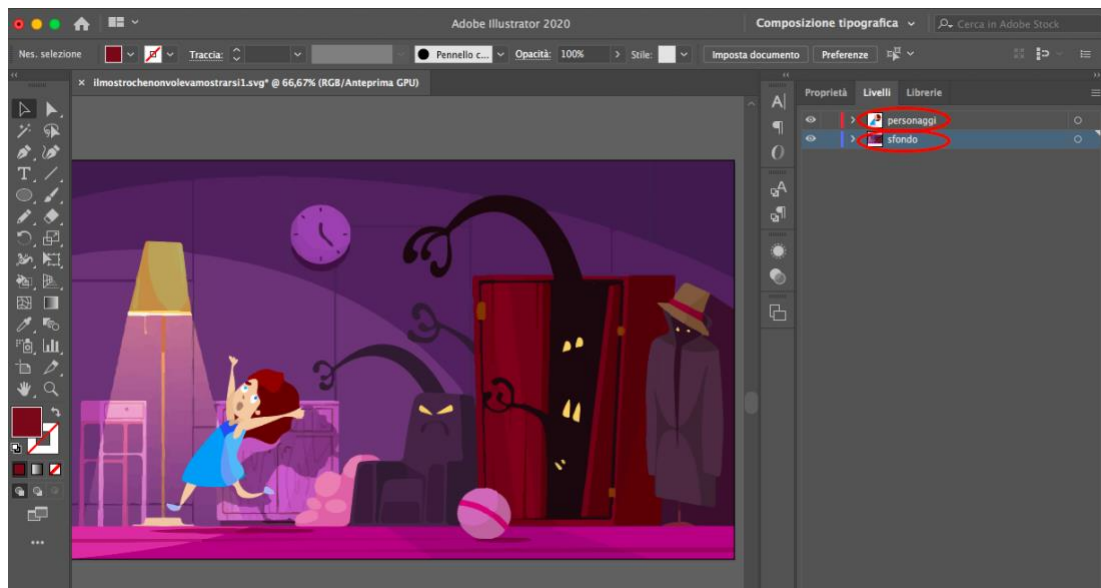 Adobe Illustrator 2020
Composizione tipografica
Cerca in Adobe Stock
Nes. selezione
Traccia:
Pennello c...
Opacità: 100%
Stile:
Imposta documento
Preferenze
× ilmostrochenonvolevamostrarsi1.svg* @ 66,67% (RGB/Anteprima GPU)
Proprietà Livelli Librerie
personaggi
sfondo